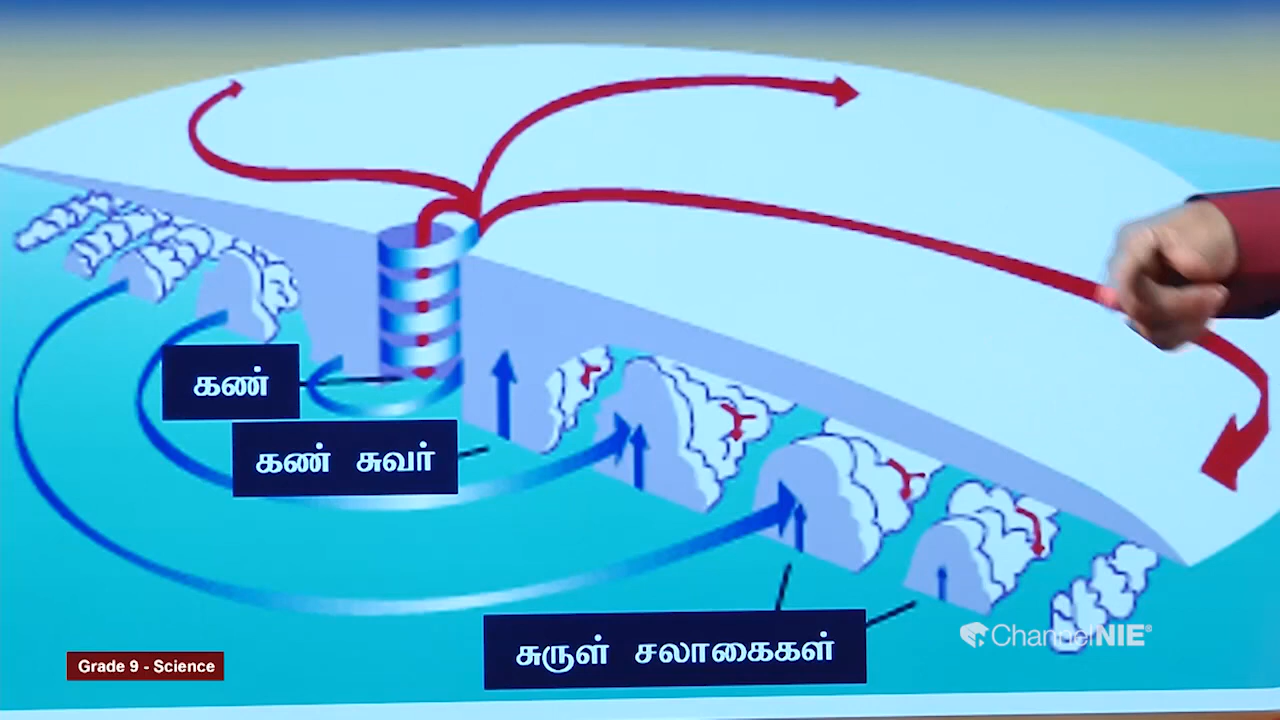 கண்
கண் சுவர்
சுருள் சலாகைகள்
Grade 9 - Science
ChannelNIE®